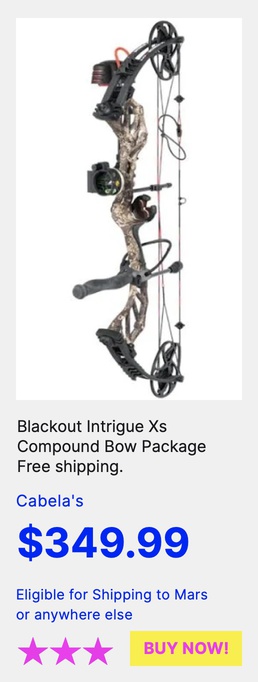 Blackout Intrigue Xs
Compound Bow Package
Free shipping.
Cabela's
$349.99
Eligible for Shipping to Mars
or anywhere else
BUY NOW!